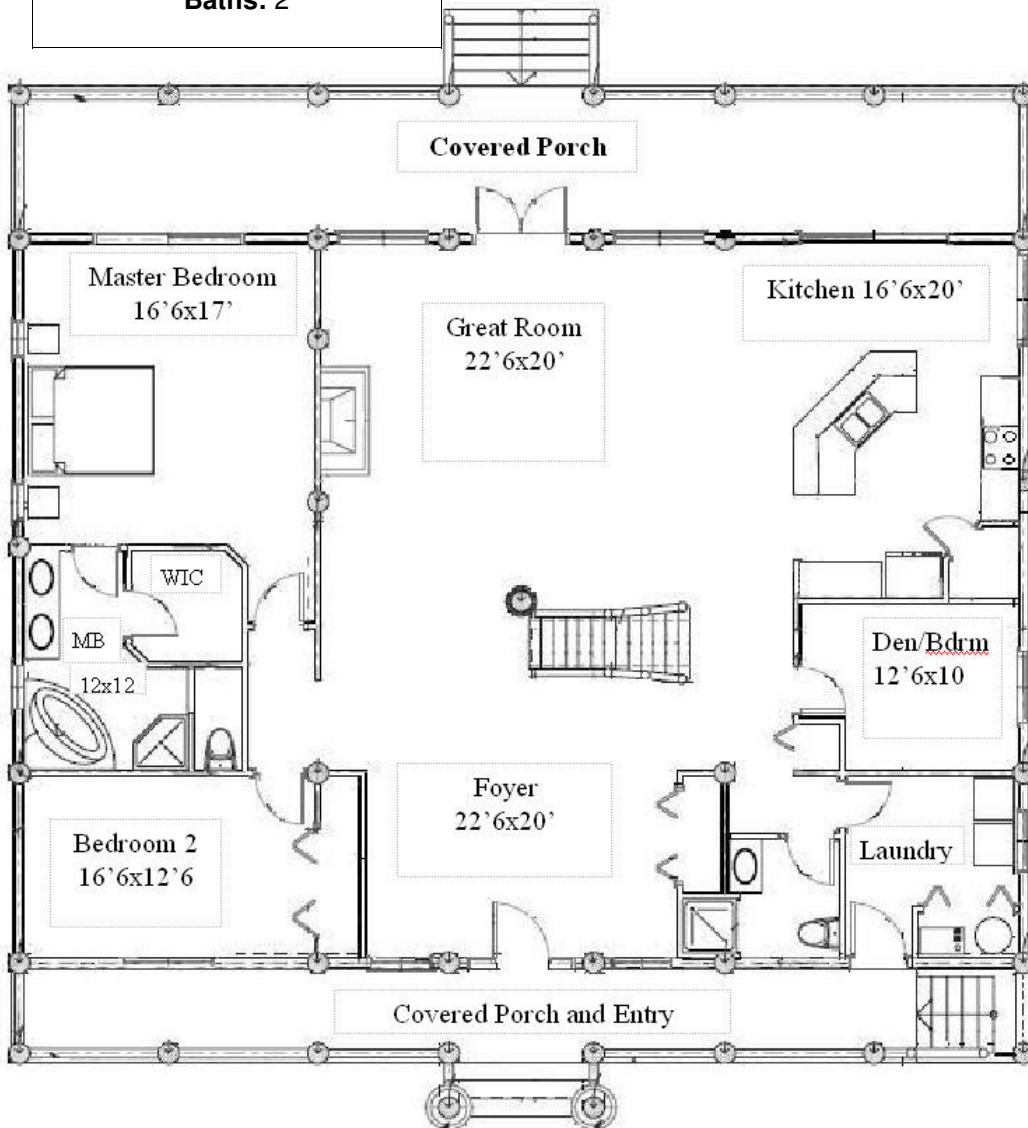 Baths: 2
Covered Porch
Master Bedroom
16'6x17'
Great Room
22'6x20'
Kitchen 16'6x20'
WIC
MB
12x12
Den/Bdrm
12'6x10
Foyer
22'6x20'
Bedroom 2
16'6x12'6
Laundry
Covered Porch and Entry